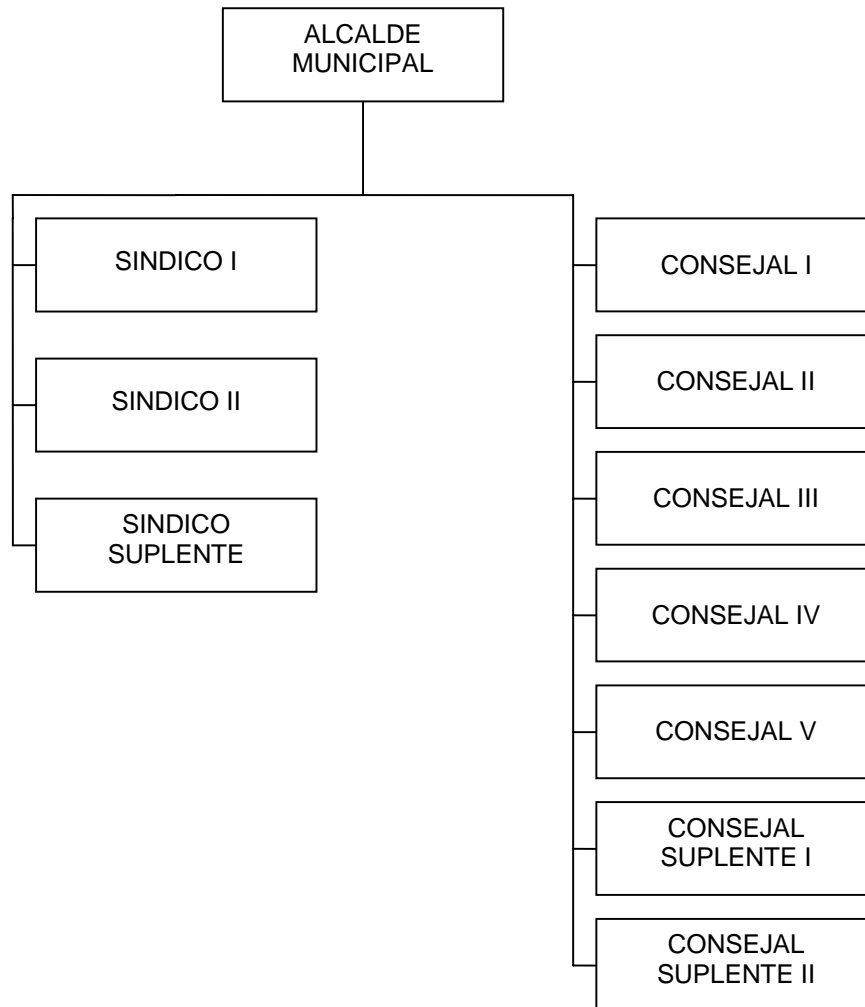 ALCALDE
MUNICIPAL
SINDICO I
SINDICO II
SINDICO
SUPLENTE
CONSEJAL I
CONSEJAL II
CONSEJAL III
CONSEJAL IV
CONSEJAL V
CONSEJAL
SUPLENTE I
CONSEJAL
SUPLENTE II